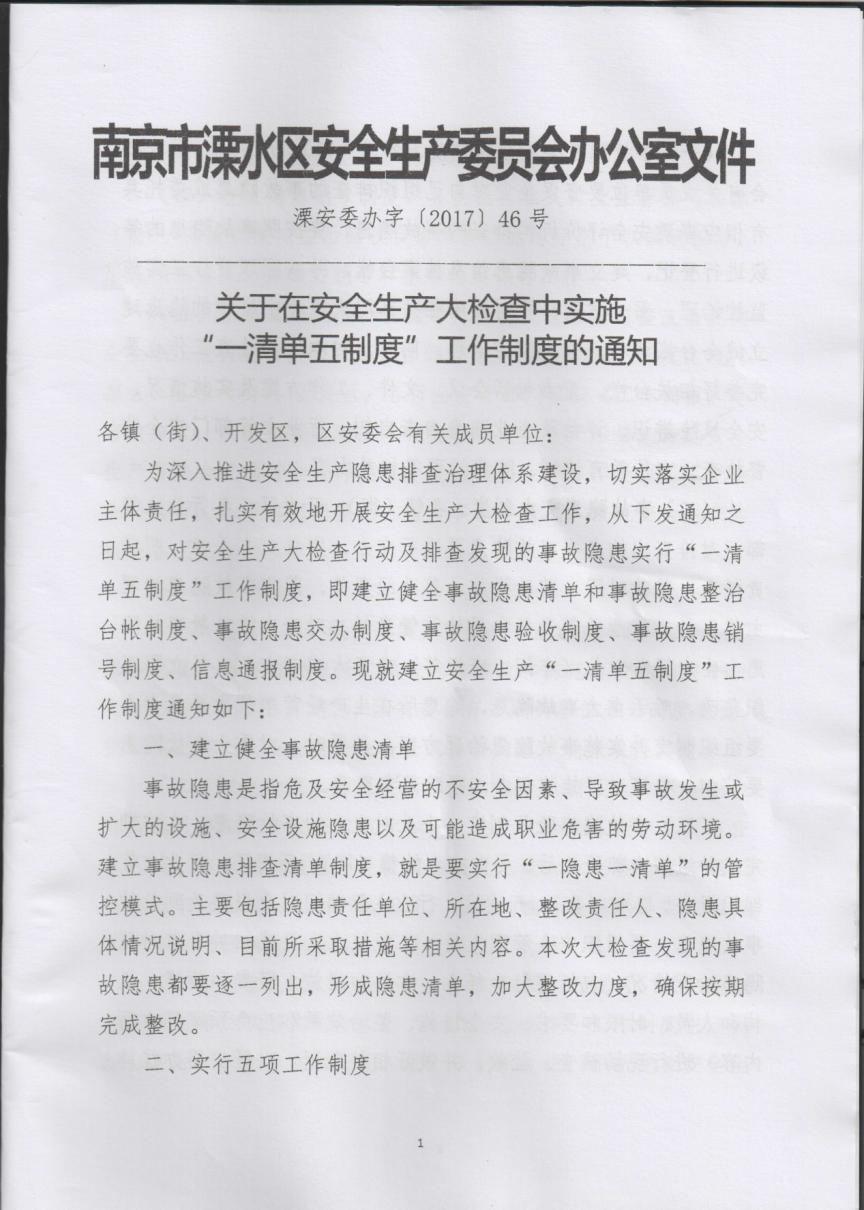 南京市溧水区安全生产委员会办公室文件
溧安委办字〔2017〕46号
关于在安全生产大检查中实施
“一清单五制度”工作制度的通知
各镇（街）、开发区，区安委会有关成员单位：
为深入推进安全生产隐患排查治理体系建设，切实落实企业
主体责任，扎实有效地开展安全生产大检查工作，从下发通知之
日起，对安全生产大检查行动及排查发现的事故隐患实行“一清
单五制度”工作制度，即建立健全事故隐患清单和事故隐患整治
台帐制度、事故隐患交办制度、事故隐患验收制度、事故隐患销
号制度、信息通报制度。现就建立安全生产“一清单五制度”工
作制度通知如下：
一、建立健全事故隐患清单
事故隐患是指危及安全经营的不安全因素、导致事故发生或
扩大的设施、安全设施隐患以及可能造成职业危害的劳动环境。
建立事故隐患排查清单制度，就是要实行“一隐患一清单”的管
控模式。主要包括隐患责任单位、所在地、整改责任人、隐患具
体情况说明、目前所采取措施等相关内容。本次大检查发现的事
故隐患都要逐一列出，形成隐患清单，加大整改力度，确保按期
完成整改。
二、实行五项工作制度
1